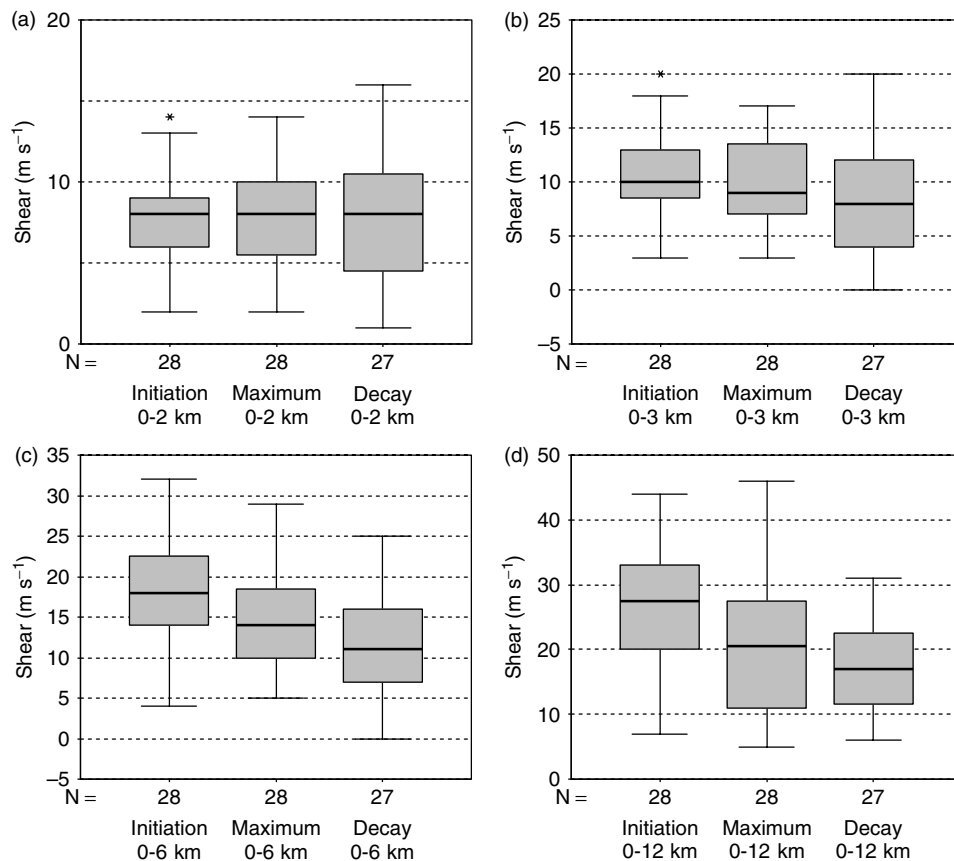 (a)
20
10
0
Shear (m s⁻¹)
N = 28 28 27
Initiation Maximum Decay
0-2 km 0-2 km 0-2 km
(b)
25
20
15
10
5
0
–5
Shear (m s⁻¹)
N = 28 28 27
Initiation Maximum Decay
0-3 km 0-3 km 0-3 km
(c)
35
30
25
20
15
10
5
0
–5
Shear (m s⁻¹)
N = 28 28 27
Initiation Maximum Decay
0-6 km 0-6 km 0-6 km
(d)
50
40
30
20
10
0
Shear (m s⁻¹)
N = 28 28 27
Initiation Maximum Decay
0-12 km 0-12 km 0-12 km